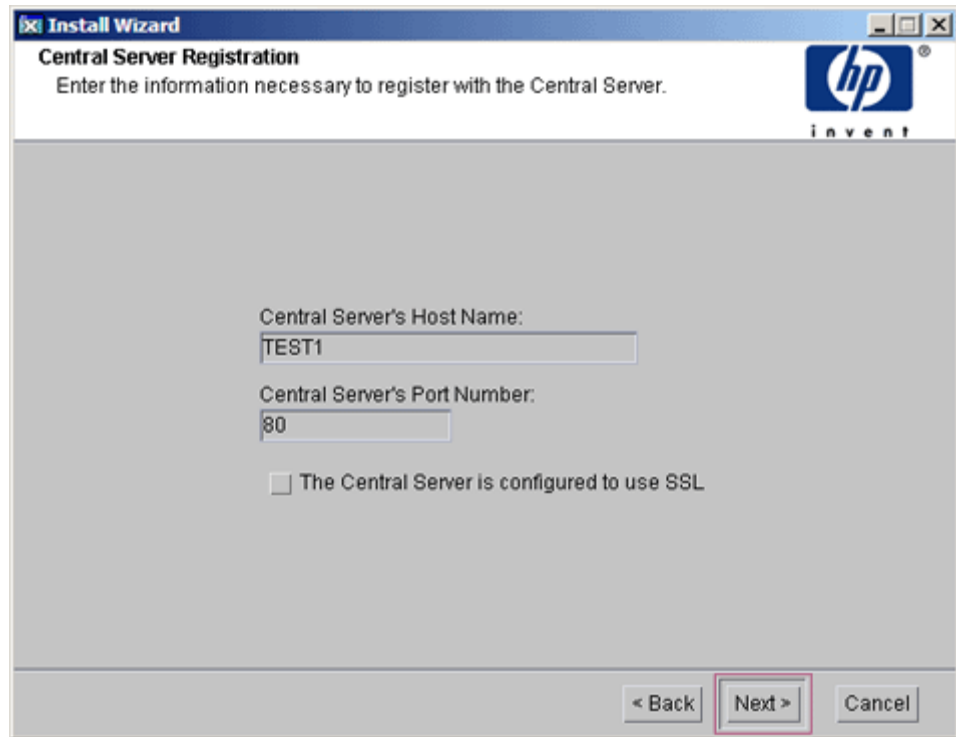 Install Wizard
Central Server Registration
Enter the information necessary to register with the Central Server.
hp
®
invent
Central Server's Host Name:
TEST1
Central Server's Port Number:
80
The Central Server is configured to use SSL
< Back
Next >
Cancel